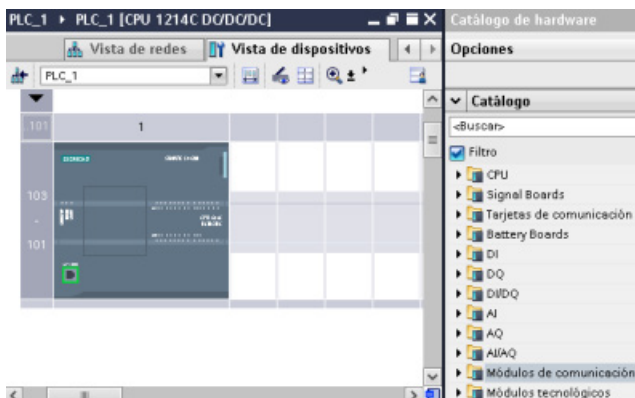 PLC_1 ▸ PLC_1 [CPU 1214C DC/DC/DC]
Vista de redes
Vista de dispositivos
PLC_1
101
1
103
-
101
SIEMENS
Catálogo de hardware
Opciones
Catálogo
<Buscar>
Filtro
CPU
Signal Boards
Tarjetas de comunicación
Battery Boards
DI
DQ
DI/DQ
AI
AQ
AI/AQ
Módulos de comunicación
Módulos tecnológicos